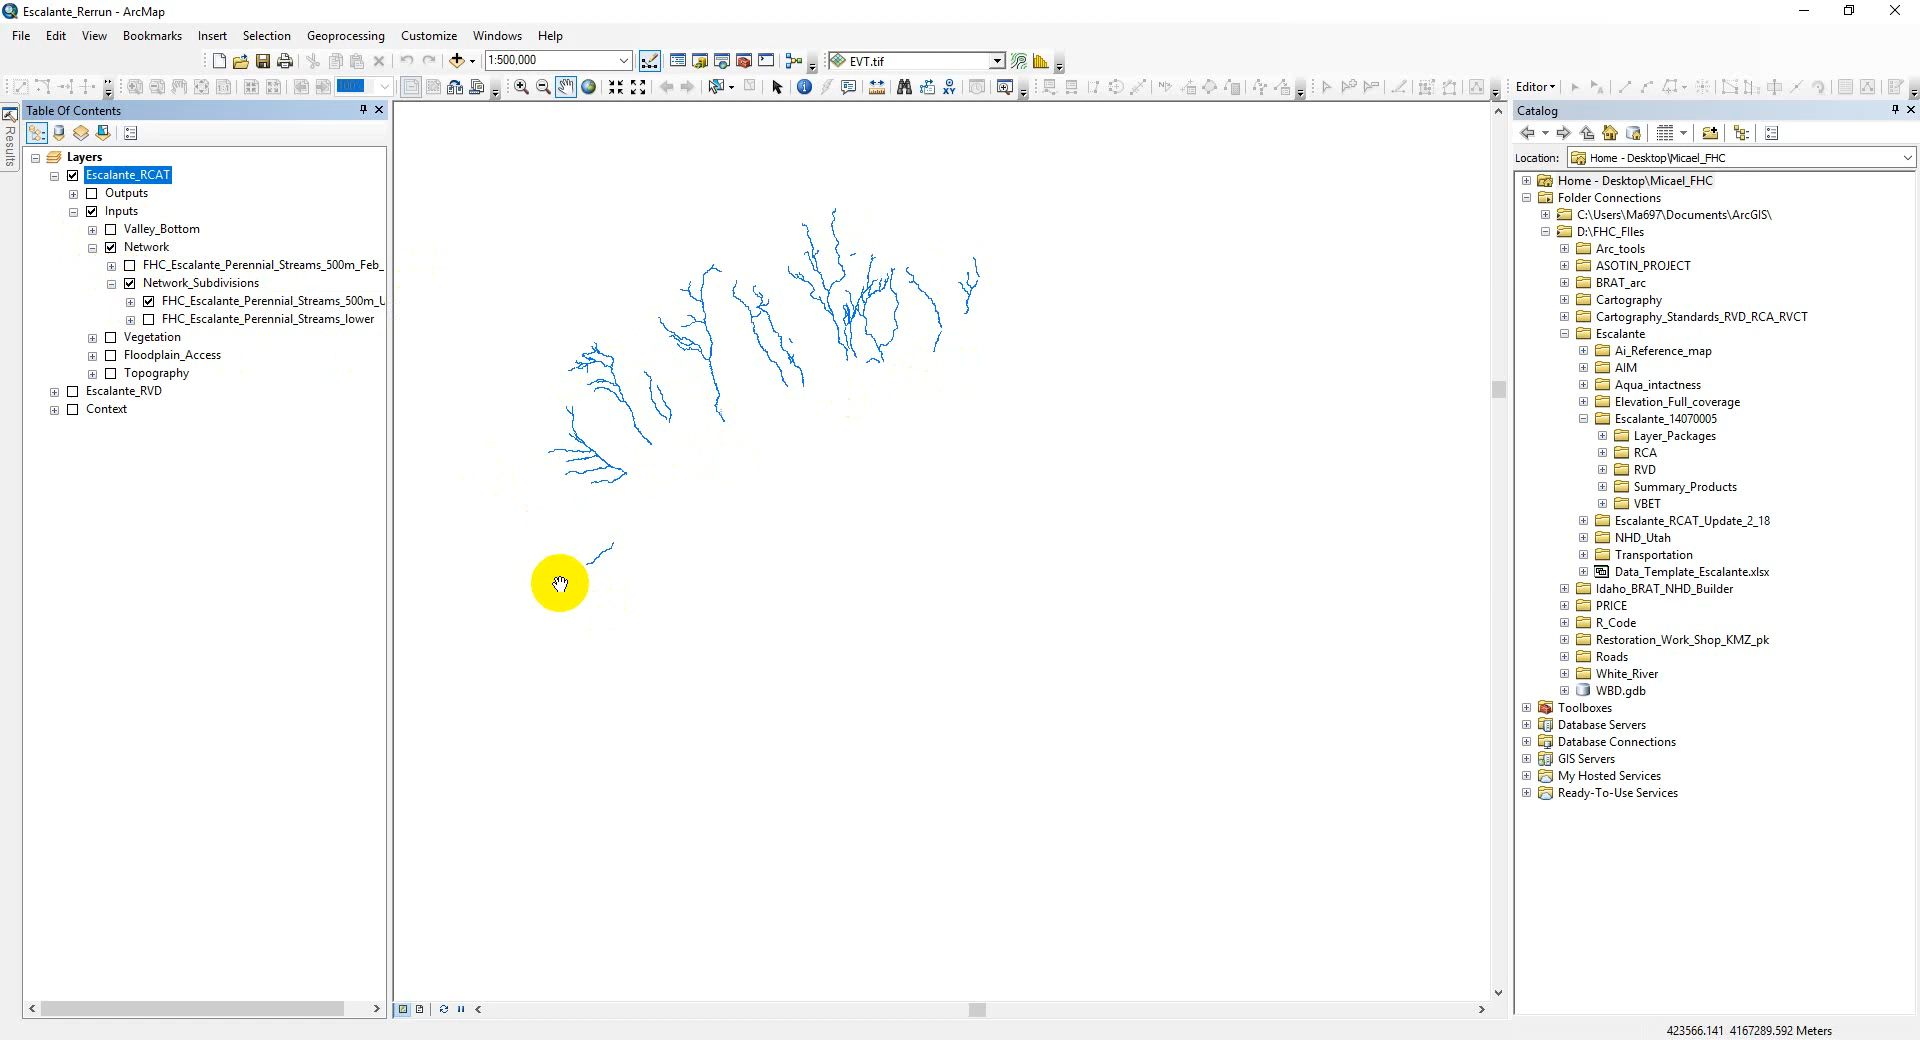 Escalante_Rerrun - ArcMap
File Edit View Bookmarks Insert Selection Geoprocessing Customize Windows Help
1:500,000
EVT.tif
100%
Editor
Results
Table Of Contents
Layers
Escalante_RCAT
Outputs
Inputs
Valley_Bottom
Network
FHC_Escalante_Perennial_Streams_500m_Feb_
Network_Subdivisions
FHC_Escalante_Perennial_Streams_500m_U
FHC_Escalante_Perennial_Streams_lower
Vegetation
Floodplain_Access
Topography
Escalante_RVD
Context
Catalog
Location: Home - Desktop\Micael_FHC
Home - Desktop\Micael_FHC
Folder Connections
C:\Users\Ma697\Documents\ArcGIS\
D:\FHC_FIles
Arc_tools
ASOTIN_PROJECT
BRAT_arc
Cartography
Cartography_Standards_RVD_RCA_RVCT
Escalante
Ai_Reference_map
AIM
Aqua_intactness
Elevation_Full_coverage
Escalante_14070005
Layer_Packages
RCA
RVD
Summary_Products
VBET
Escalante_RCAT_Update_2_18
NHD_Utah
Transportation
Data_Template_Escalante.xlsx
Idaho_BRAT_NHD_Builder
PRICE
R_Code
Restoration_Work_Shop_KMZ_pk
Roads
White_River
WBD.gdb
Toolboxes
Database Servers
Database Connections
GIS Servers
My Hosted Services
Ready-To-Use Services
423566.141 4167289.592 Meters